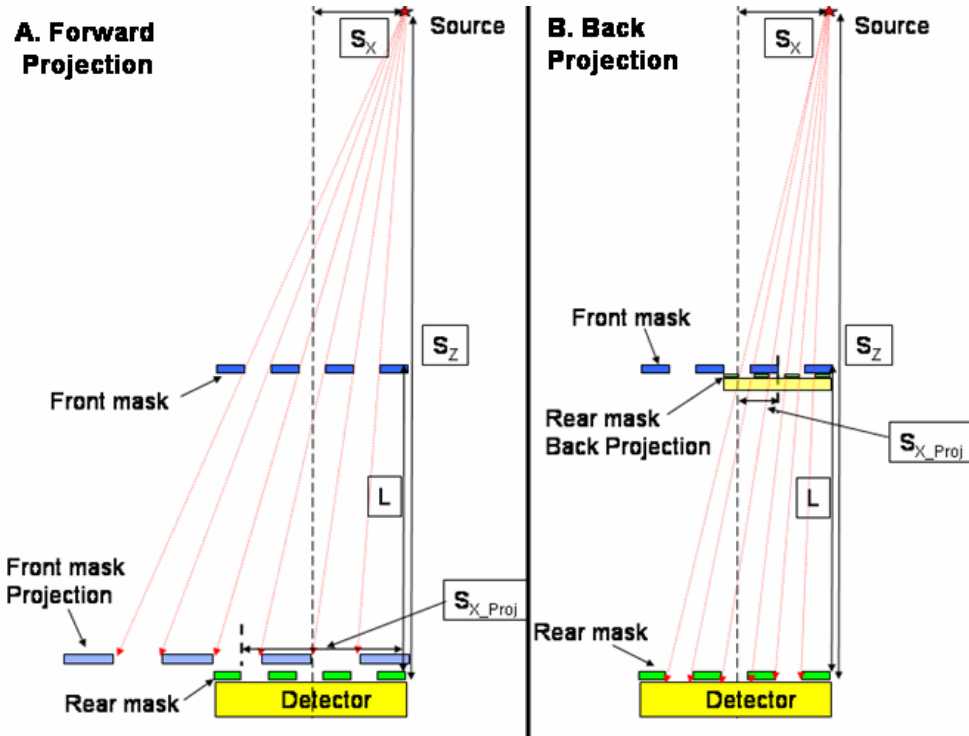 A. Forward
Projection
S_X
Source
S_Z
Front mask
L
Front mask
Projection
S_X_Proj
Rear mask
Detector
B. Back
Projection
S_X
Source
Front mask
S_Z
Rear mask
Back Projection
S_X_Proj
L
Rear mask
Detector